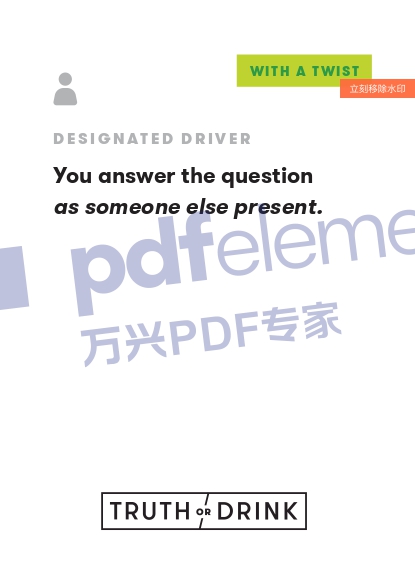 WITH A TWIST
立刻移除水印
DESIGNATED DRIVER
You answer the question
as someone else present.
pdfeleme
万兴PDF专家
TRUTH OR DRINK